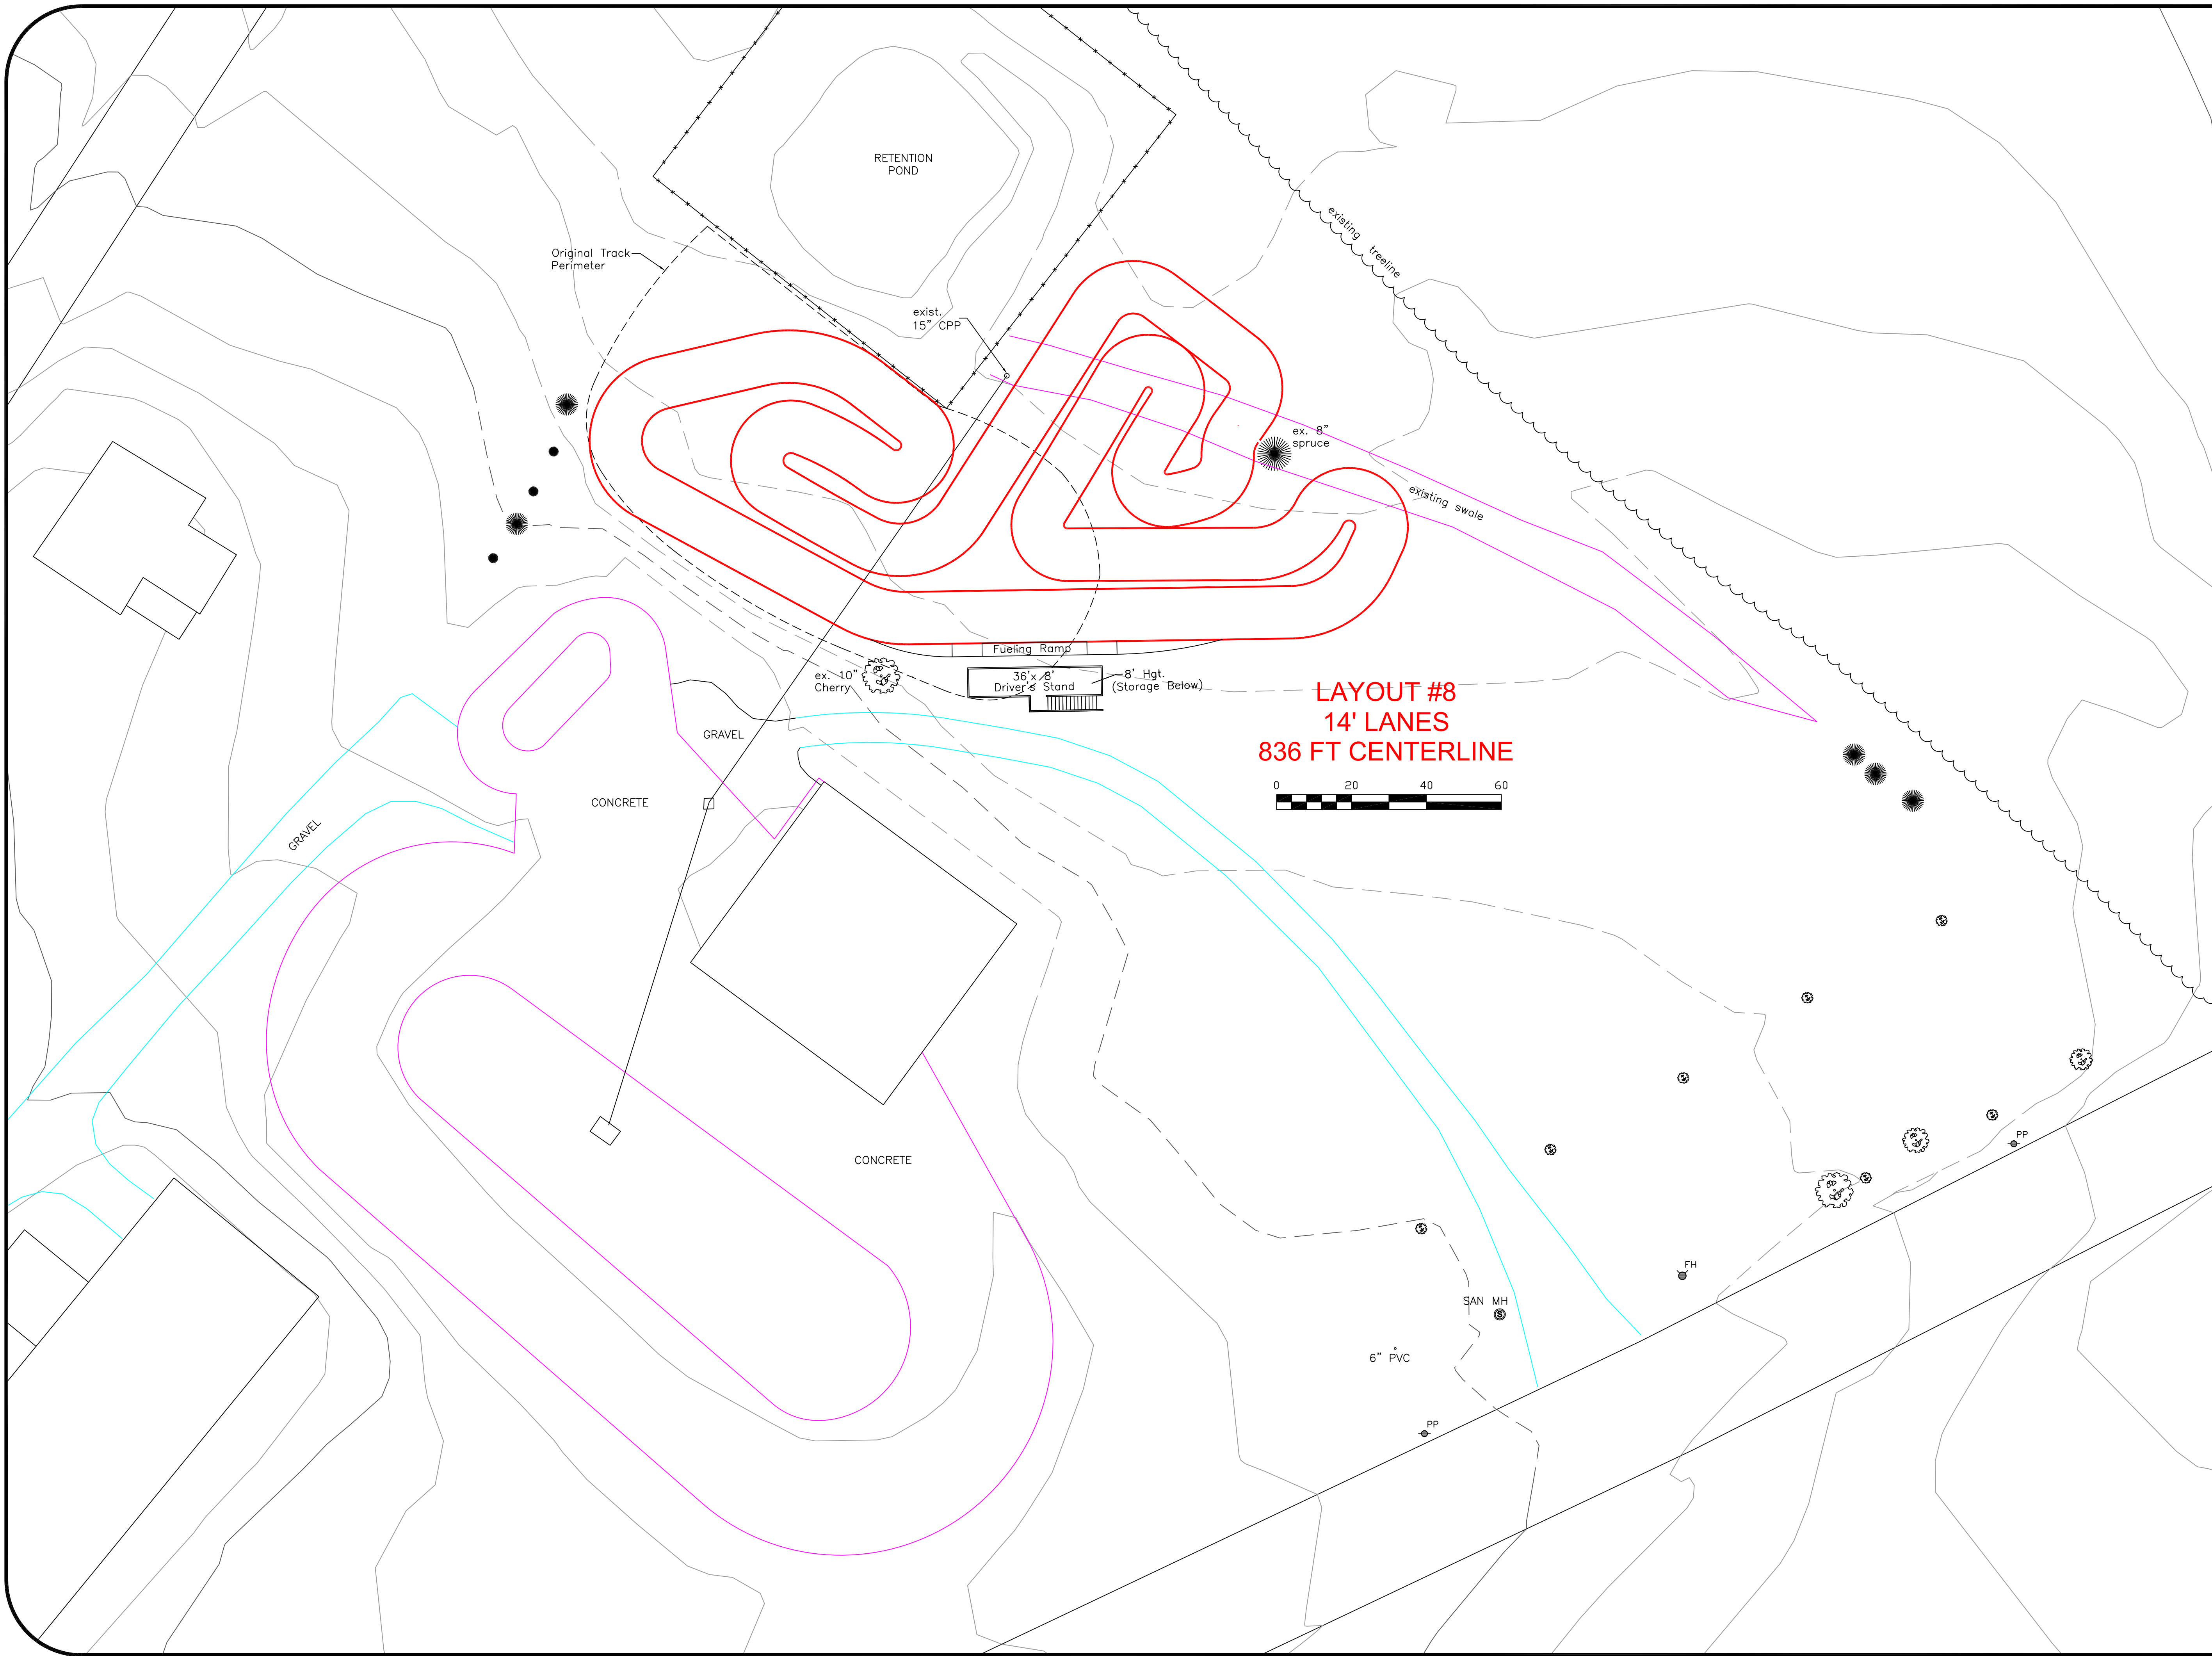 RETENTION
POND
existing treeline
Original Track
Perimeter
exist.
15" CPP
ex. 8"
spruce
existing swale
Fueling Ramp
36'x 8'
Driver's Stand
8' Hgt.
(Storage Below)
ex. 10"
Cherry
LAYOUT #8
14' LANES
836 FT CENTERLINE
0 20 40 60
GRAVEL
CONCRETE
GRAVEL
CONCRETE
PP
FH
SAN MH
S
6" PVC
PP